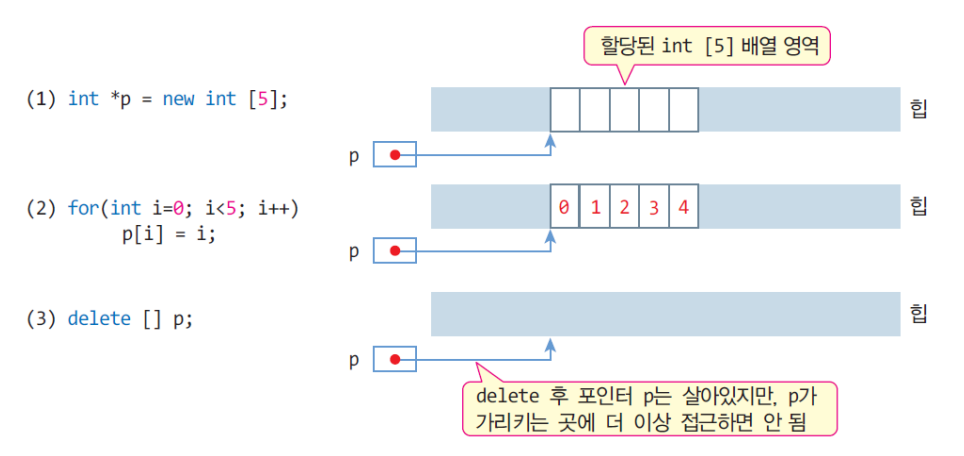 할당된 int [5] 배열 영역
(1) int *p = new int [5];
힙
p
(2) for(int i=0; i<5; i++)
0 1 2 3 4
힙
p[i] = i;
p
(3) delete [] p;
힙
p
delete 후 포인터 p는 살아있지만, p가
가리키는 곳에 더 이상 접근하면 안 됨